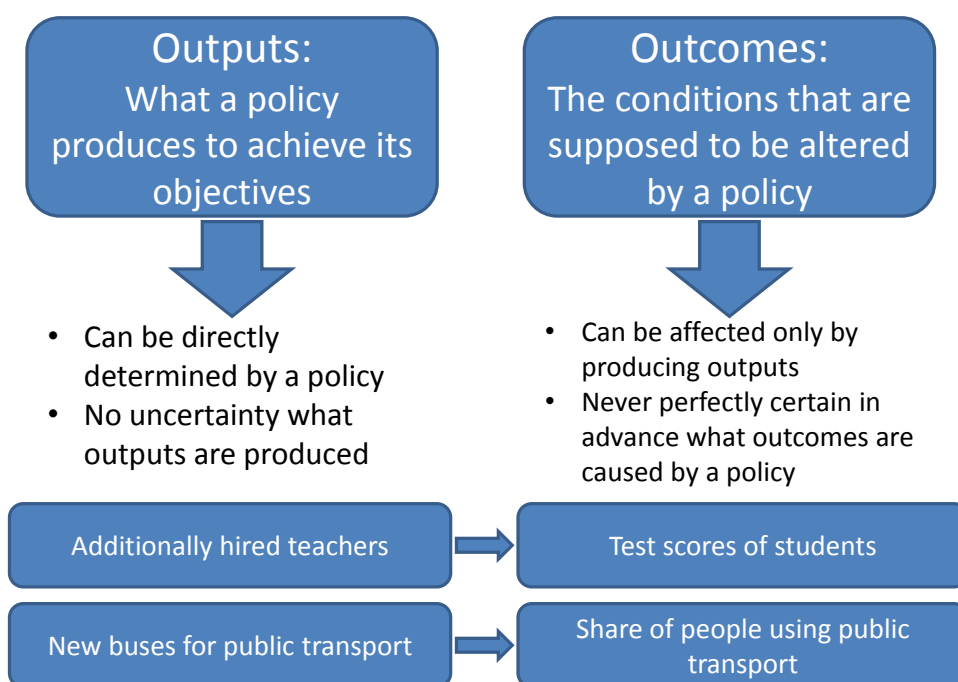 Outputs:
What a policy
produces to achieve its
objectives
Outcomes:
The conditions that are
supposed to be altered
by a policy
• Can be directly
determined by a policy
• No uncertainty what
outputs are produced
• Can be affected only by
producing outputs
• Never perfectly certain in
advance what outcomes are
caused by a policy
Additionally hired teachers
Test scores of students
New buses for public transport
Share of people using public
transport